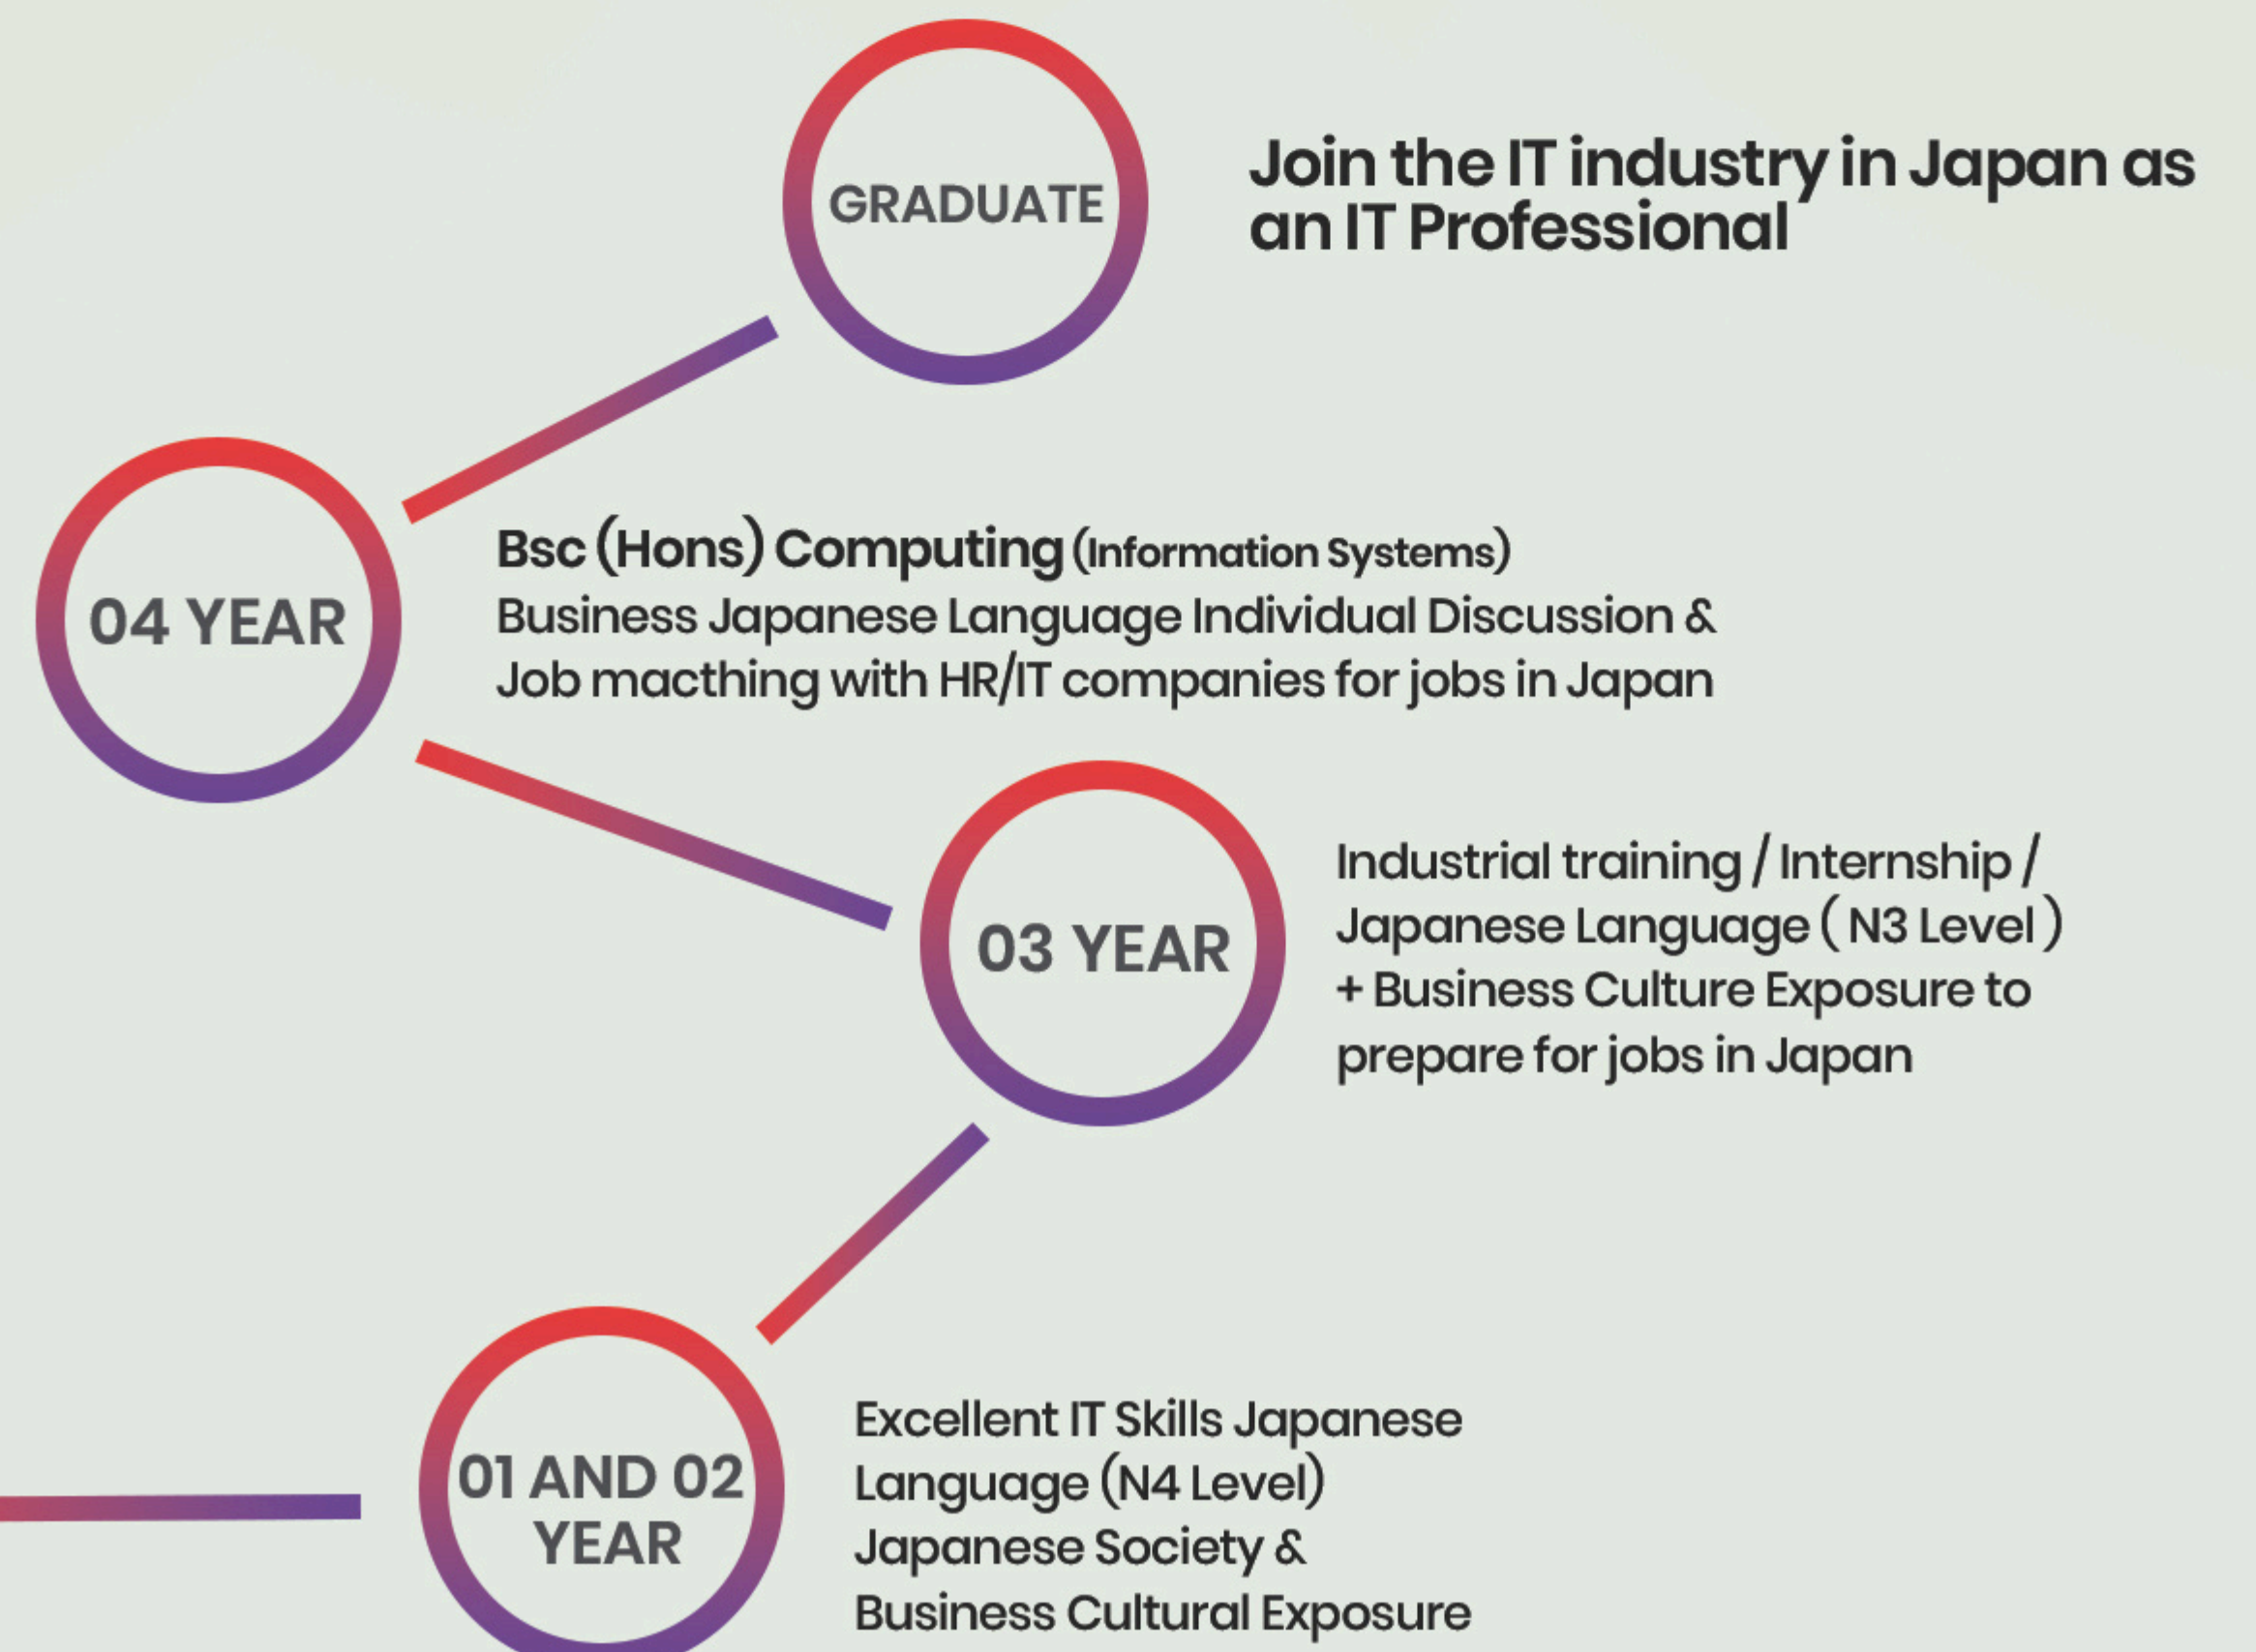 GRADUATE
Join the IT industry in Japan as
an IT Professional
04 YEAR
Bsc (Hons) Computing (Information Systems)
Business Japanese Language Individual Discussion &
Job macthing with HR/IT companies for jobs in Japan
03 YEAR
Industrial training / Internship /
Japanese Language ( N3 Level )
+ Business Culture Exposure to
prepare for jobs in Japan
01 AND 02
YEAR
Excellent IT Skills Japanese
Language (N4 Level)
Japanese Society &
Business Cultural Exposure